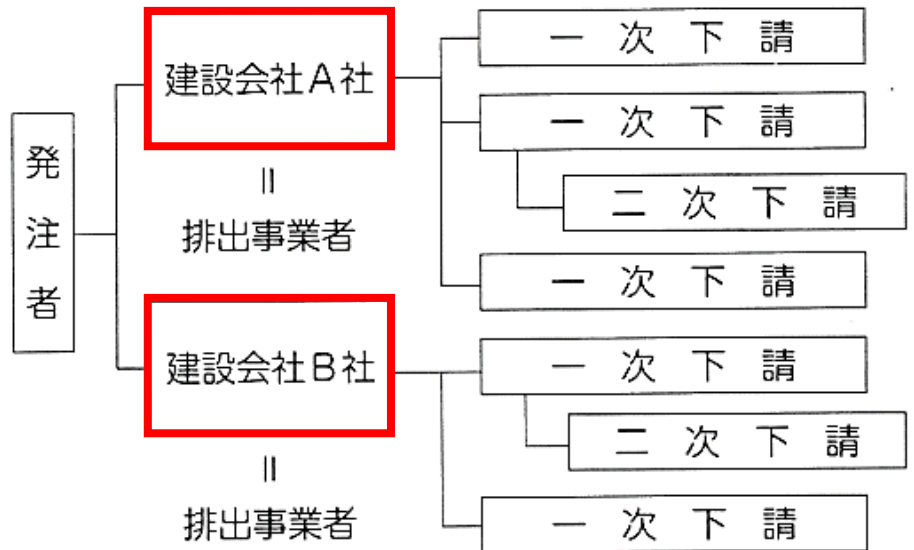 発注者
建設会社A社
||
排出事業者
一次下請
一次下請
二次下請
一次下請
建設会社B社
||
排出事業者
一次下請
二次下請
一次下請